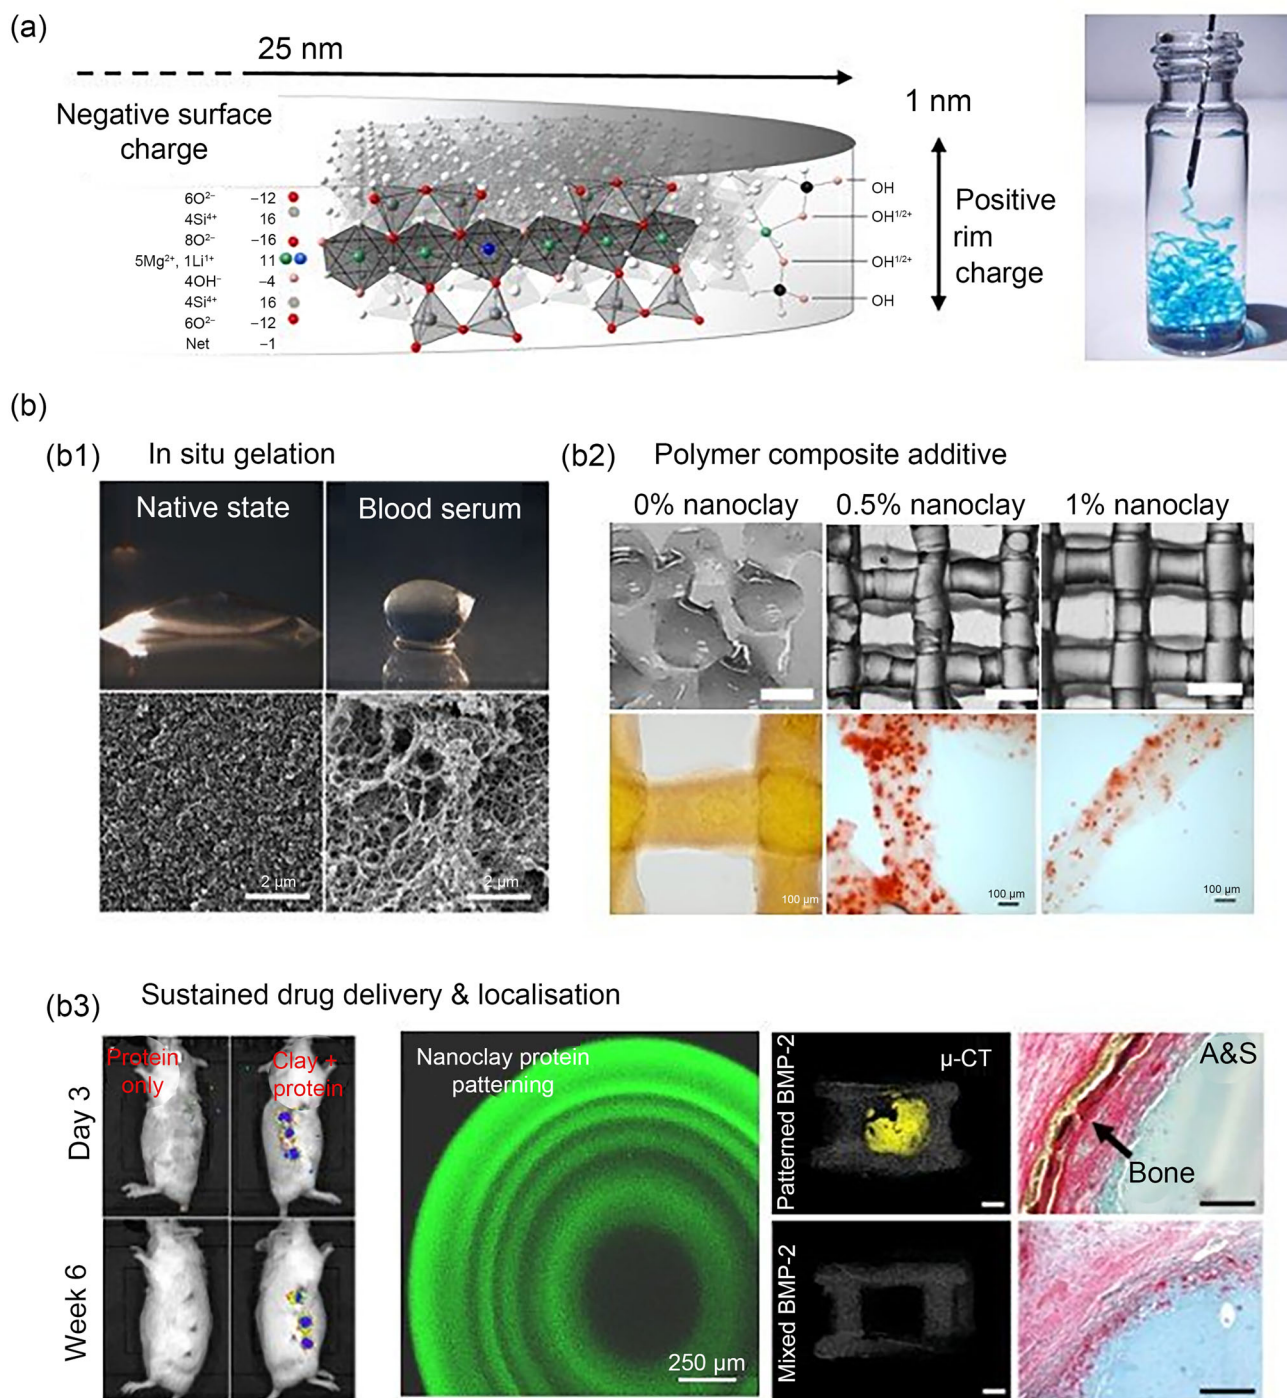 (a)
25 nm
1 nm
Negative surface
charge
6O²⁻ −12
4Si⁴⁺ 16
8O²⁻ −16
5Mg²⁺, 1Li¹⁺ 11
4OH⁻ −4
4Si⁴⁺ 16
6O²⁻ −12
Net −1
OH
OH¹/²⁺
OH¹/²⁺
OH
Positive
rim
charge
(b)
(b1) In situ gelation
Native state
Blood serum
2 μm
2 μm
(b2) Polymer composite additive
0% nanoclay
0.5% nanoclay
1% nanoclay
100 μm
100 μm
100 μm
(b3) Sustained drug delivery & localisation
Day 3
Week 6
Protein
only
Clay +
protein
Nanoclay protein
patterning
250 μm
Patterned BMP-2
μ-CT
Mixed BMP-2
A&S
Bone